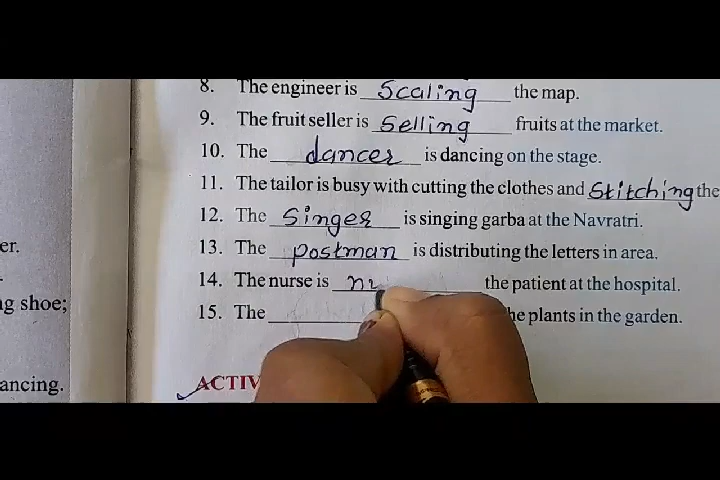 8. The engineer is scaling the map.
9. The fruit seller is selling fruits at the market.
10. The dancer is dancing on the stage.
11. The tailor is busy with cutting the clothes and stitching the
12. The singer is singing garba at the Navratri.
er.
13. The postman is distributing the letters in area.
14. The nurse is nu the patient at the hospital.
ng shoe;
15. The he plants in the garden.
ancing.
ACTIV